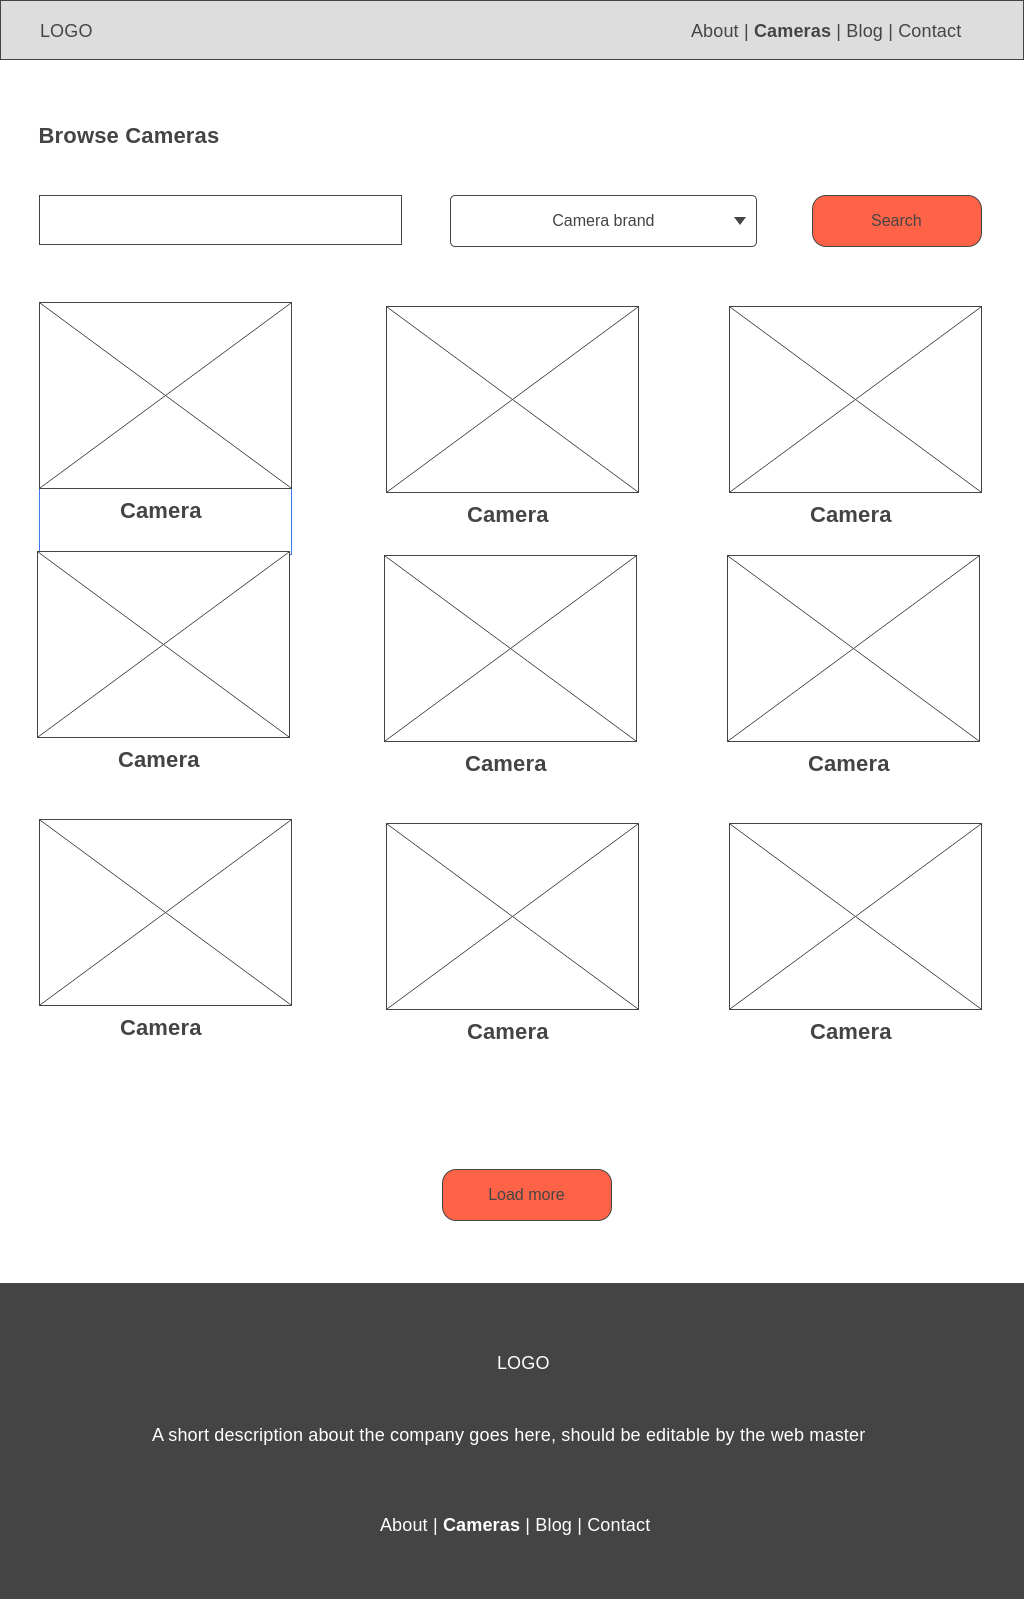 LOGO
About | Cameras | Blog | Contact
Browse Cameras
Camera brand
Search
Camera
Camera
Camera
Camera
Camera
Camera
Camera
Camera
Camera
Load more
LOGO
A short description about the company goes here, should be editable by the web master
About | Cameras | Blog | Contact